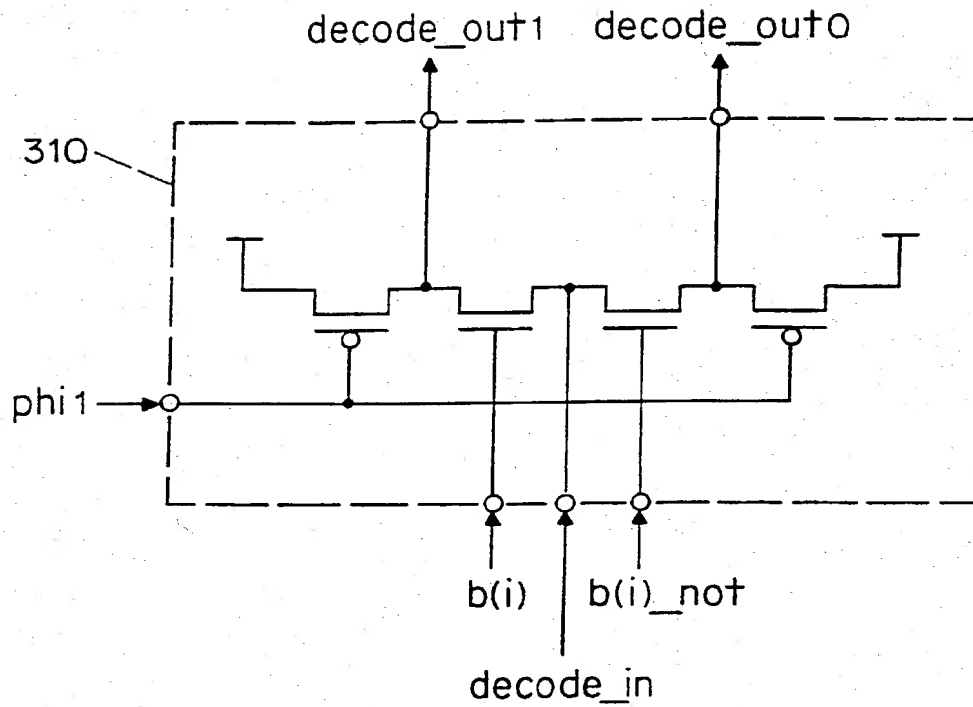 decode_out1 decode_out0
310
phi1
b(i) b(i)_not
decode_in